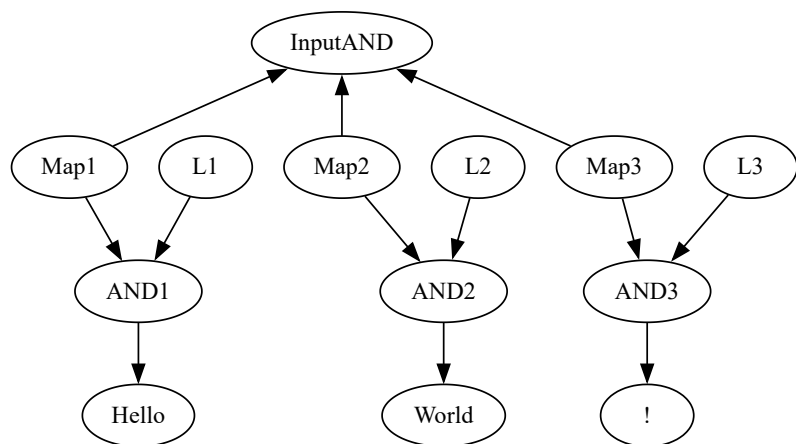 InputAND
Map1 L1 Map2 L2 Map3 L3
AND1 AND2 AND3
Hello World !